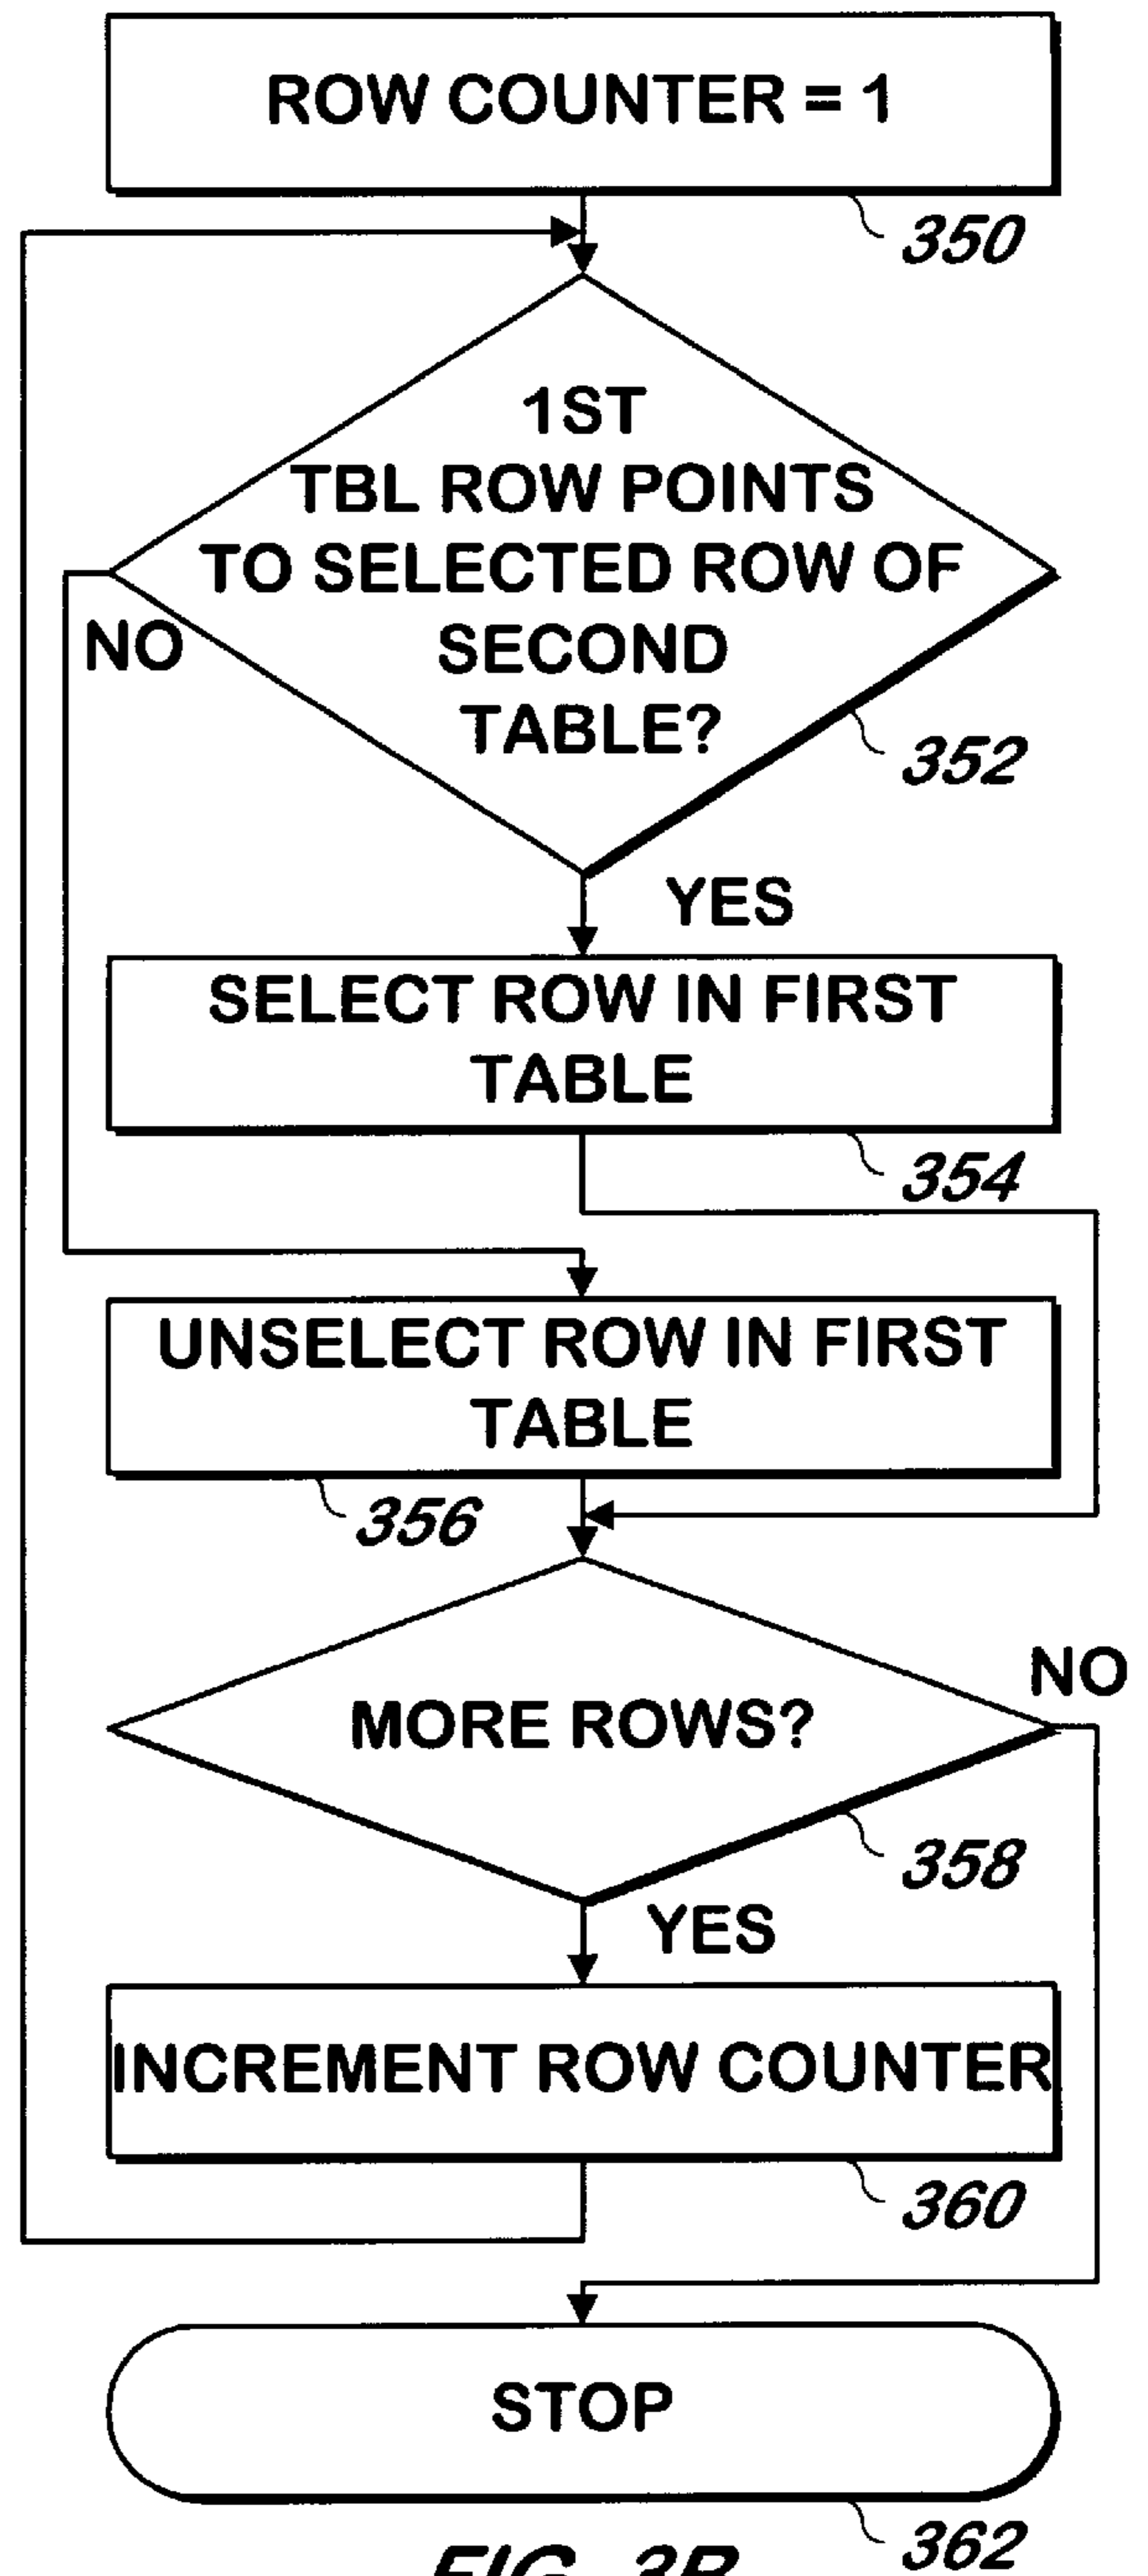 ROW COUNTER = 1
350
1ST
TBL ROW POINTS
TO SELECTED ROW OF
SECOND
TABLE?
NO
352
YES
SELECT ROW IN FIRST
TABLE
354
UNSELECT ROW IN FIRST
TABLE
356
MORE ROWS?
NO
358
YES
INCREMENT ROW COUNTER
360
STOP
362
FIG. 3B